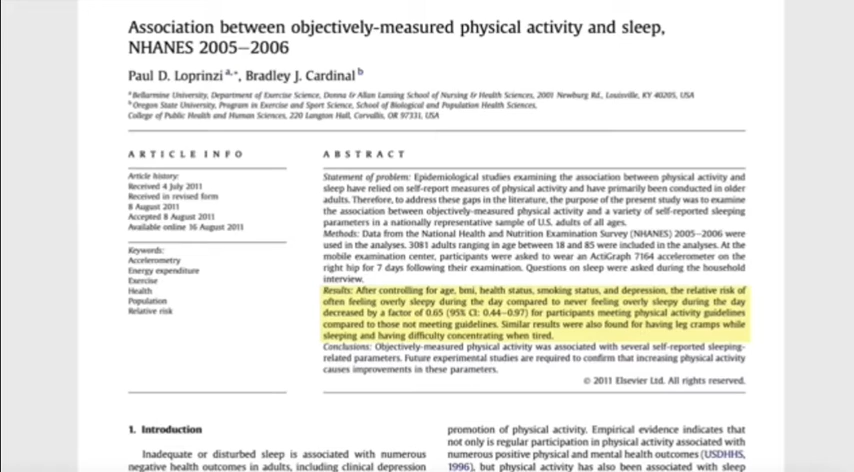 Association between objectively-measured physical activity and sleep,
NHANES 2005–2006
Paul D. Loprinzi a,*, Bradley J. Cardinal b
a Bellarmine University, Department of Exercise Science, Donna & Allan Lansing School of Nursing & Health Sciences, 2001 Newburg Rd., Louisville, KY 40205, USA
b Oregon State University, Program in Exercise and Sport Science, School of Biological and Population Health Sciences,
College of Public Health and Human Sciences, 220 Langton Hall, Corvallis, OR 97331, USA
ARTICLE INFO
Article history:
Received 4 July 2011
Received in revised form
8 August 2011
Accepted 8 August 2011
Available online 16 August 2011
Keywords:
Accelerometry
Energy expenditure
Exercise
Health
Population
Relative risk
ABSTRACT
Statement of problem: Epidemiological studies examining the association between physical activity and
sleep have relied on self-report measures of physical activity and have primarily been conducted in older
adults. Therefore, to address these gaps in the literature, the purpose of the present study was to examine
the association between objectively-measured physical activity and a variety of self-reported sleeping
parameters in a nationally representative sample of U.S. adults of all ages.
Methods: Data from the National Health and Nutrition Examination Survey (NHANES) 2005–2006 were
used in the analyses. 3081 adults ranging in age between 18 and 85 were included in the analyses. At the
mobile examination center, participants were asked to wear an ActiGraph 7164 accelerometer on the
right hip for 7 days following their examination. Questions on sleep were asked during the household
interview.
Results: After controlling for age, bmi, health status, smoking status, and depression, the relative risk of
often feeling overly sleepy during the day compared to never feeling overly sleepy during the day
decreased by a factor of 0.65 (95% CI: 0.44–0.97) for participants meeting physical activity guidelines
compared to those not meeting guidelines. Similar results were also found for having leg cramps while
sleeping and having difficulty concentrating when tired.
Conclusions: Objectively-measured physical activity was associated with several self-reported sleeping-
related parameters. Future experimental studies are required to confirm that increasing physical activity
causes improvements in these parameters.
© 2011 Elsevier Ltd. All rights reserved.
1. Introduction
Inadequate or disturbed sleep is associated with numerous
negative health outcomes in adults, including clinical depression
promotion of physical activity. Empirical evidence indicates that
not only is regular participation in physical activity associated with
numerous positive physical and mental health outcomes (USDHHS,
1996), but physical activity has also been associated with sleep